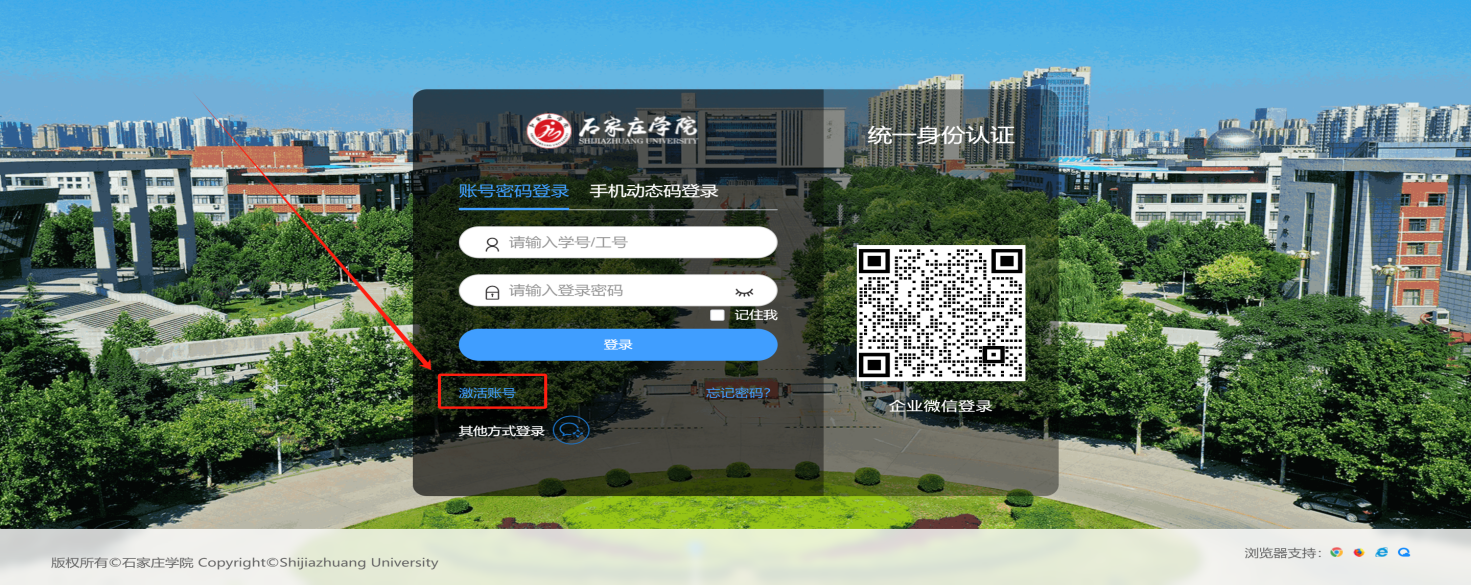 石家庄学院
SHIJIAZHUANG UNIVERSITY
统一身份认证
账号密码登录 手机动态码登录
请输入学号/工号
请输入登录密码
记住我
登录
激活账号 忘记密码?
企业微信登录
其他方式登录
版权所有©石家庄学院 Copyright©Shijiazhuang University
浏览器支持：